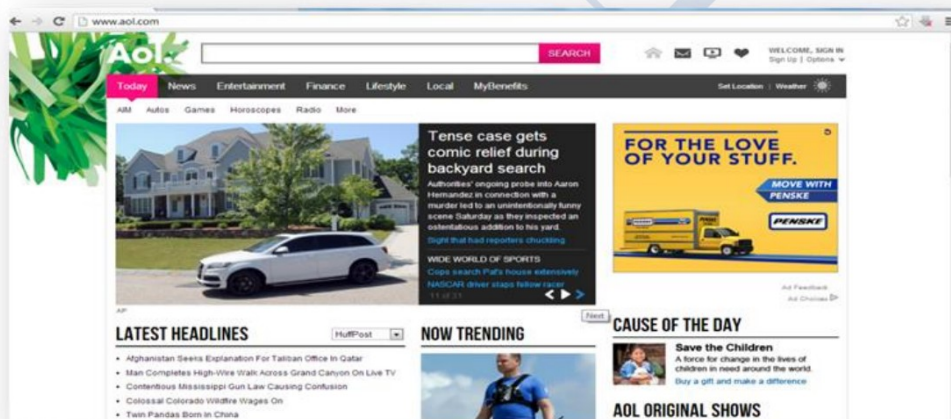 www.aol.com
Aol.
SEARCH
WELCOME, SIGN IN
Sign Up | Options
Today News Entertainment Finance Lifestyle Local MyBenefits
Set Location | Weather
AIM Autos Games Horoscopes Radio More
Tense case gets
comic relief during
backyard search
Authorities' ongoing probe into Aaron
Hernandez in connection with a
murder led to an unintentionally funny
scene Saturday as they inspected an
ostentatious addition to his yard.
Sight that had reporters chuckling
WIDE WORLD OF SPORTS
Cops search Pat's house extensively
NASCAR driver slaps fellow racer
11 of 31
Next
AP
FOR THE LOVE
OF YOUR STUFF.
MOVE WITH
PENSKE
PENSKE
Ad Feedback
Ad Choices
LATEST HEADLINES
HuffPost
Afghanistan Seeks Explanation For Taliban Office In Qatar
Man Completes High-Wire Walk Across Grand Canyon On Live TV
Contentious Mississippi Gun Law Causing Confusion
Colossal Colorado Wildfire Wages On
Twin Pandas Born in China
NOW TRENDING
CAUSE OF THE DAY
Save the Children
A force for change in the lives of
children in need around the world.
Buy a gift and make a difference
AOL ORIGINAL SHOWS